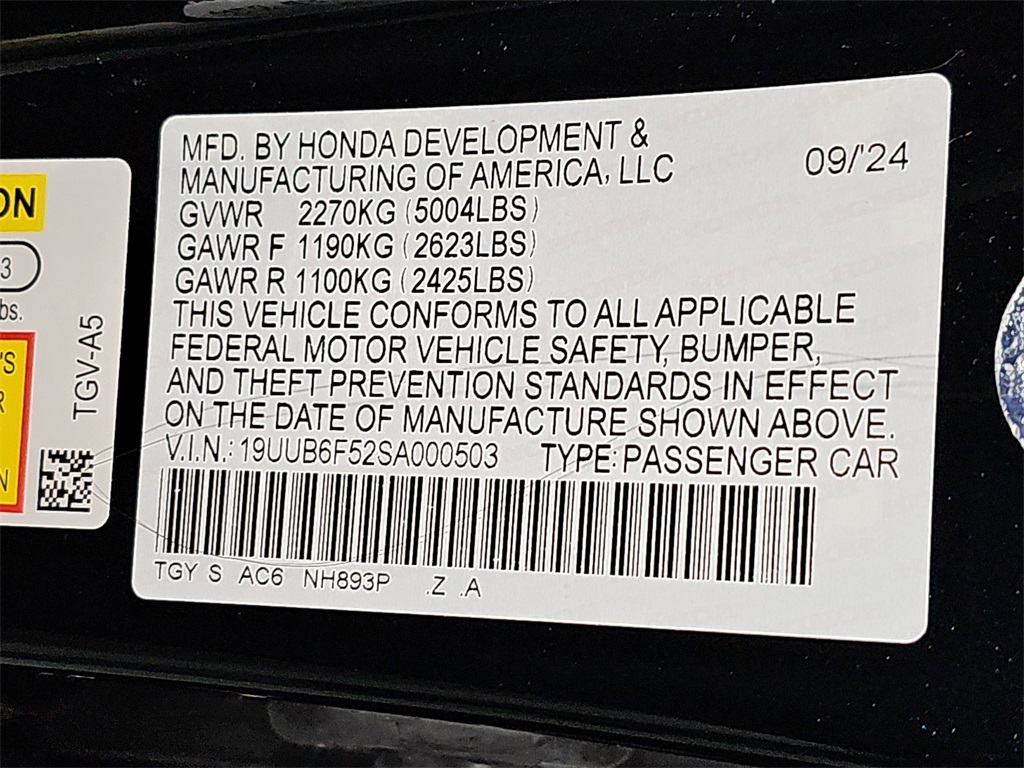 MFD. BY HONDA DEVELOPMENT &
MANUFACTURING OF AMERICA, LLC
09/'24
GVWR 2270KG (5004LBS)
GAWR F 1190KG (2623LBS)
GAWR R 1100KG (2425LBS)
THIS VEHICLE CONFORMS TO ALL APPLICABLE
FEDERAL MOTOR VEHICLE SAFETY, BUMPER,
AND THEFT PREVENTION STANDARDS IN EFFECT
ON THE DATE OF MANUFACTURE SHOWN ABOVE.
V.I.N.: 19UUB6F52SA000503 TYPE: PASSENGER CAR
TGY S AC6 NH893P .Z .A
TGV-A5